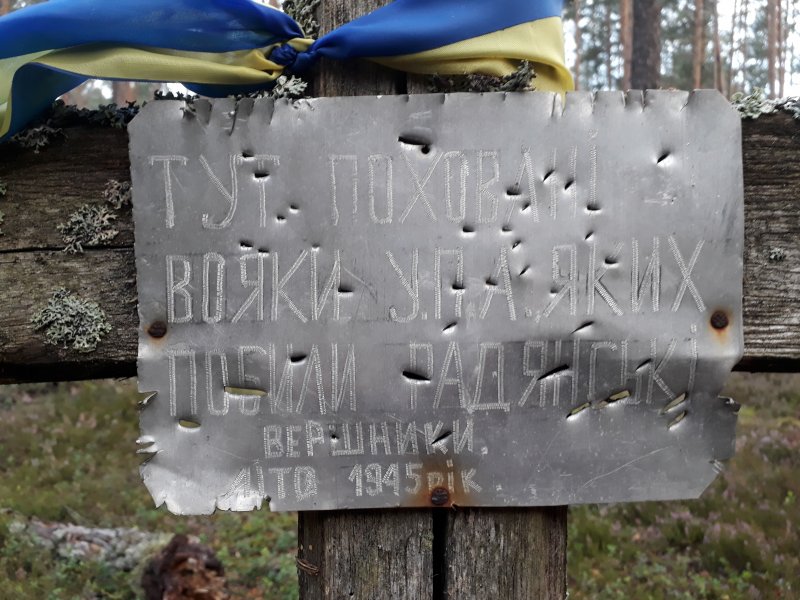 ТУТ ПОХОВАНІ
ВОЯКИ У.П.А. ЯКИХ
ПОБИЛИ РАДЯНСЬКІ
ВЕРШНИКИ.
ЛІТО 1945 рік